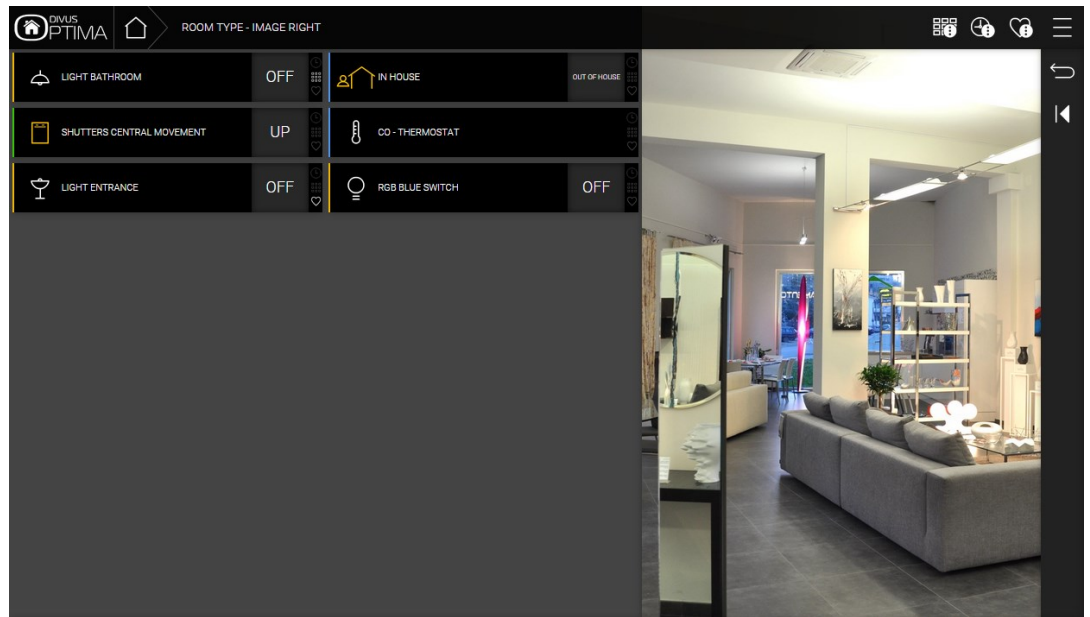 DIVUS
OPTIMA
ROOM TYPE - IMAGE RIGHT
LIGHT BATHROOM
OFF
IN HOUSE
OUT OF HOUSE
SHUTTERS CENTRAL MOVEMENT
UP
CO - THERMOSTAT
LIGHT ENTRANCE
OFF
RGB BLUE SWITCH
OFF